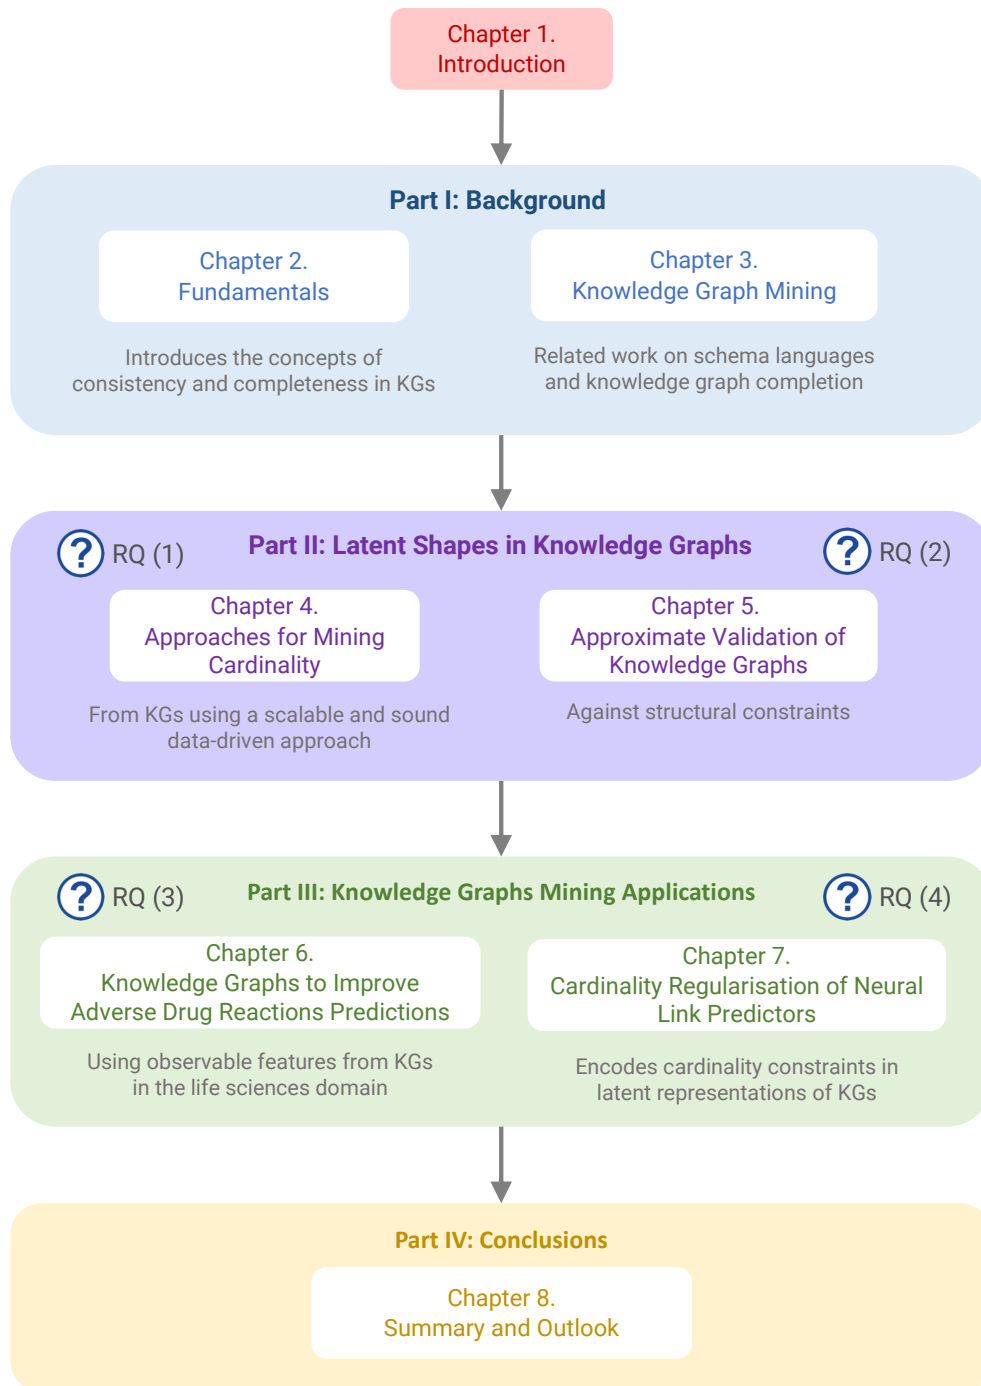 Chapter 1.
Introduction
Part I: Background
Chapter 2.
Fundamentals
Introduces the concepts of
consistency and completeness in KGs
Chapter 3.
Knowledge Graph Mining
Related work on schema languages
and knowledge graph completion
? RQ (1)
Part II: Latent Shapes in Knowledge Graphs
? RQ (2)
Chapter 4.
Approaches for Mining
Cardinality
From KGs using a scalable and sound
data-driven approach
Chapter 5.
Approximate Validation of
Knowledge Graphs
Against structural constraints
? RQ (3)
Part III: Knowledge Graphs Mining Applications
? RQ (4)
Chapter 6.
Knowledge Graphs to Improve
Adverse Drug Reactions Predictions
Using observable features from KGs
in the life sciences domain
Chapter 7.
Cardinality Regularisation of Neural
Link Predictors
Encodes cardinality constraints in
latent representations of KGs
Part IV: Conclusions
Chapter 8.
Summary and Outlook